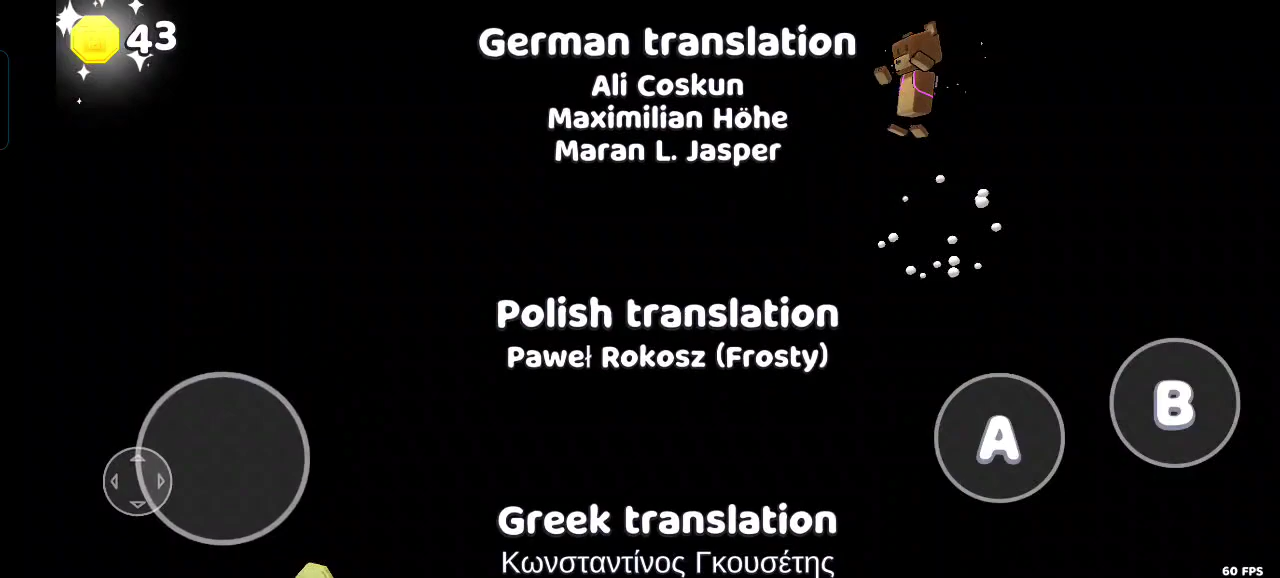 43
German translation
Ali Coskun
Maximilian Höhe
Maran L. Jasper
Polish translation
Paweł Rokosz (Frosty)
A
B
Greek translation
Κωνσταντίνος Γκουσέτης
60 FPS